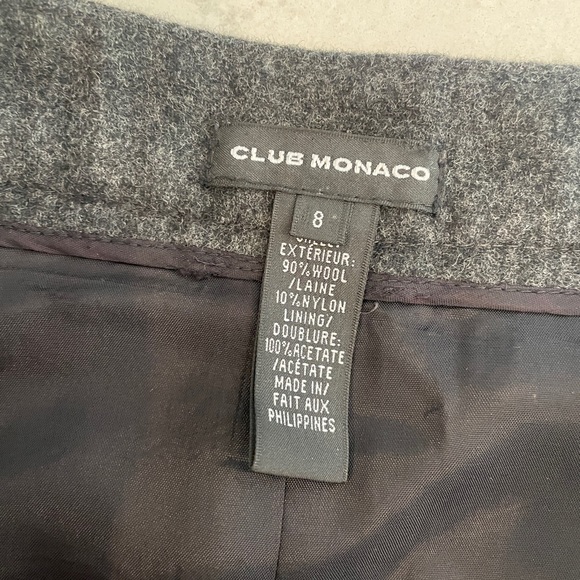 CLUB MONACO
8
EXTÉRIEUR:
90%WOOL
/LAINE
10%NYLON
LINING/
DOUBLURE:
100%ACETATE
/ACÉTATE
MADE IN/
FAIT AUX
PHILIPPINES